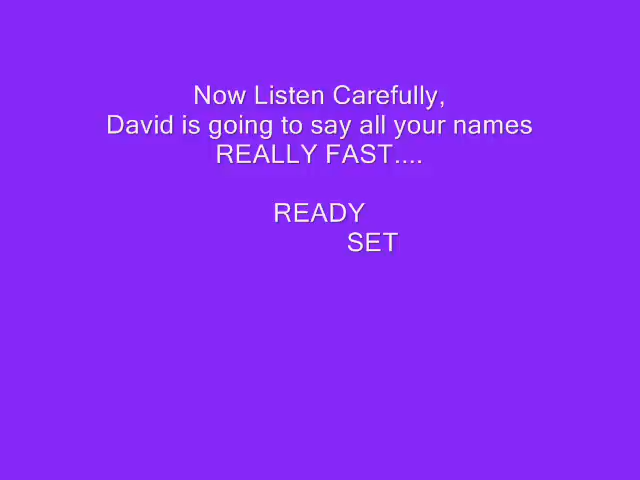 Now Listen Carefully,
David is going to say all your names
REALLY FAST....
READY
SET